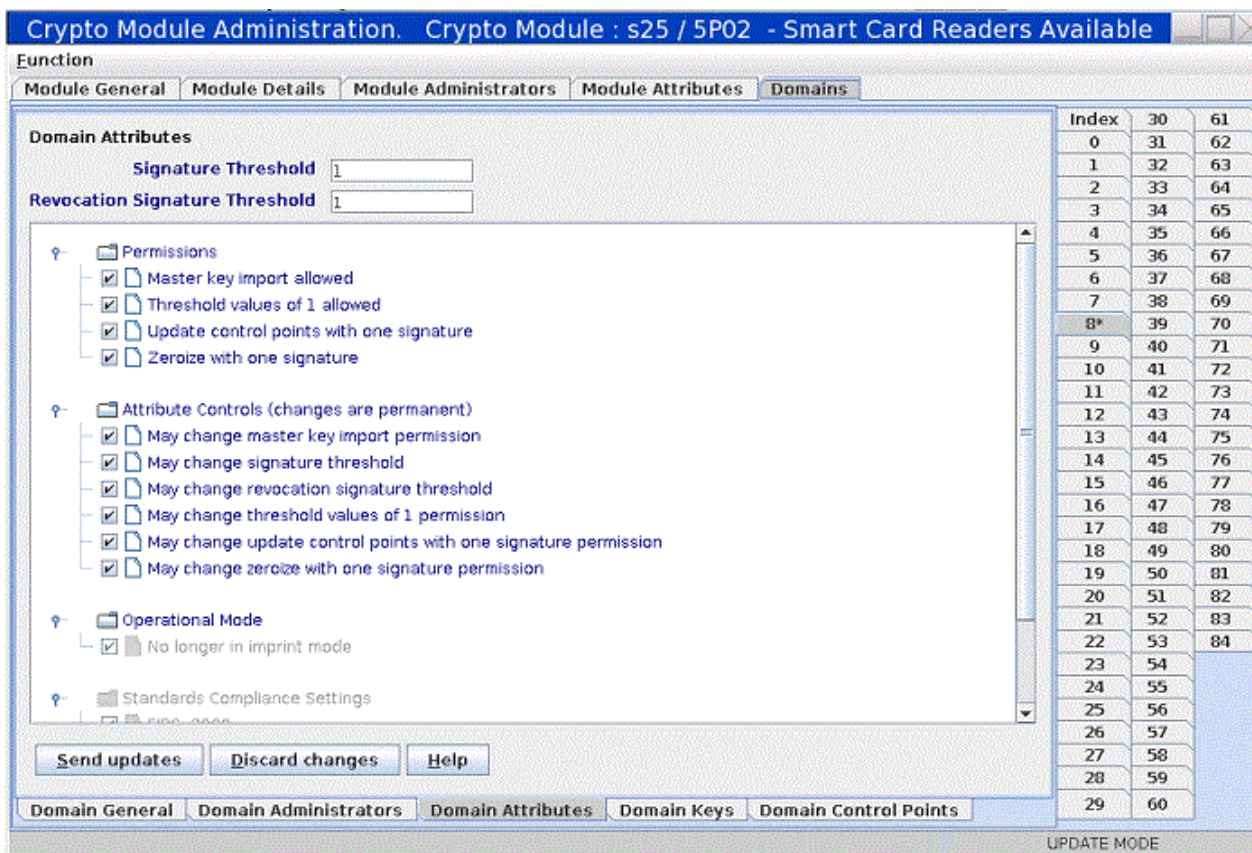 Crypto Module Administration. Crypto Module : s25 / 5P02 - Smart Card Readers Available
Function
Module General Module Details Module Administrators Module Attributes Domains
Domain Attributes
Signature Threshold 1
Revocation Signature Threshold 1
Permissions
Master key import allowed
Threshold values of 1 allowed
Update control points with one signature
Zeroize with one signature
Attribute Controls (changes are permanent)
May change master key import permission
May change signature threshold
May change revocation signature threshold
May change threshold values of 1 permission
May change update control points with one signature permission
May change zeroize with one signature permission
Operational Mode
No longer in imprint mode
Standards Compliance Settings
Send updates Discard changes Help
Domain General Domain Administrators Domain Attributes Domain Keys Domain Control Points
Index 30 61
0 31 62
1 32 63
2 33 64
3 34 65
4 35 66
5 36 67
6 37 68
7 38 69
8* 39 70
9 40 71
10 41 72
11 42 73
12 43 74
13 44 75
14 45 76
15 46 77
16 47 78
17 48 79
18 49 80
19 50 81
20 51 82
21 52 83
22 53 84
23 54
24 55
25 56
26 57
27 58
28 59
29 60
UPDATE MODE